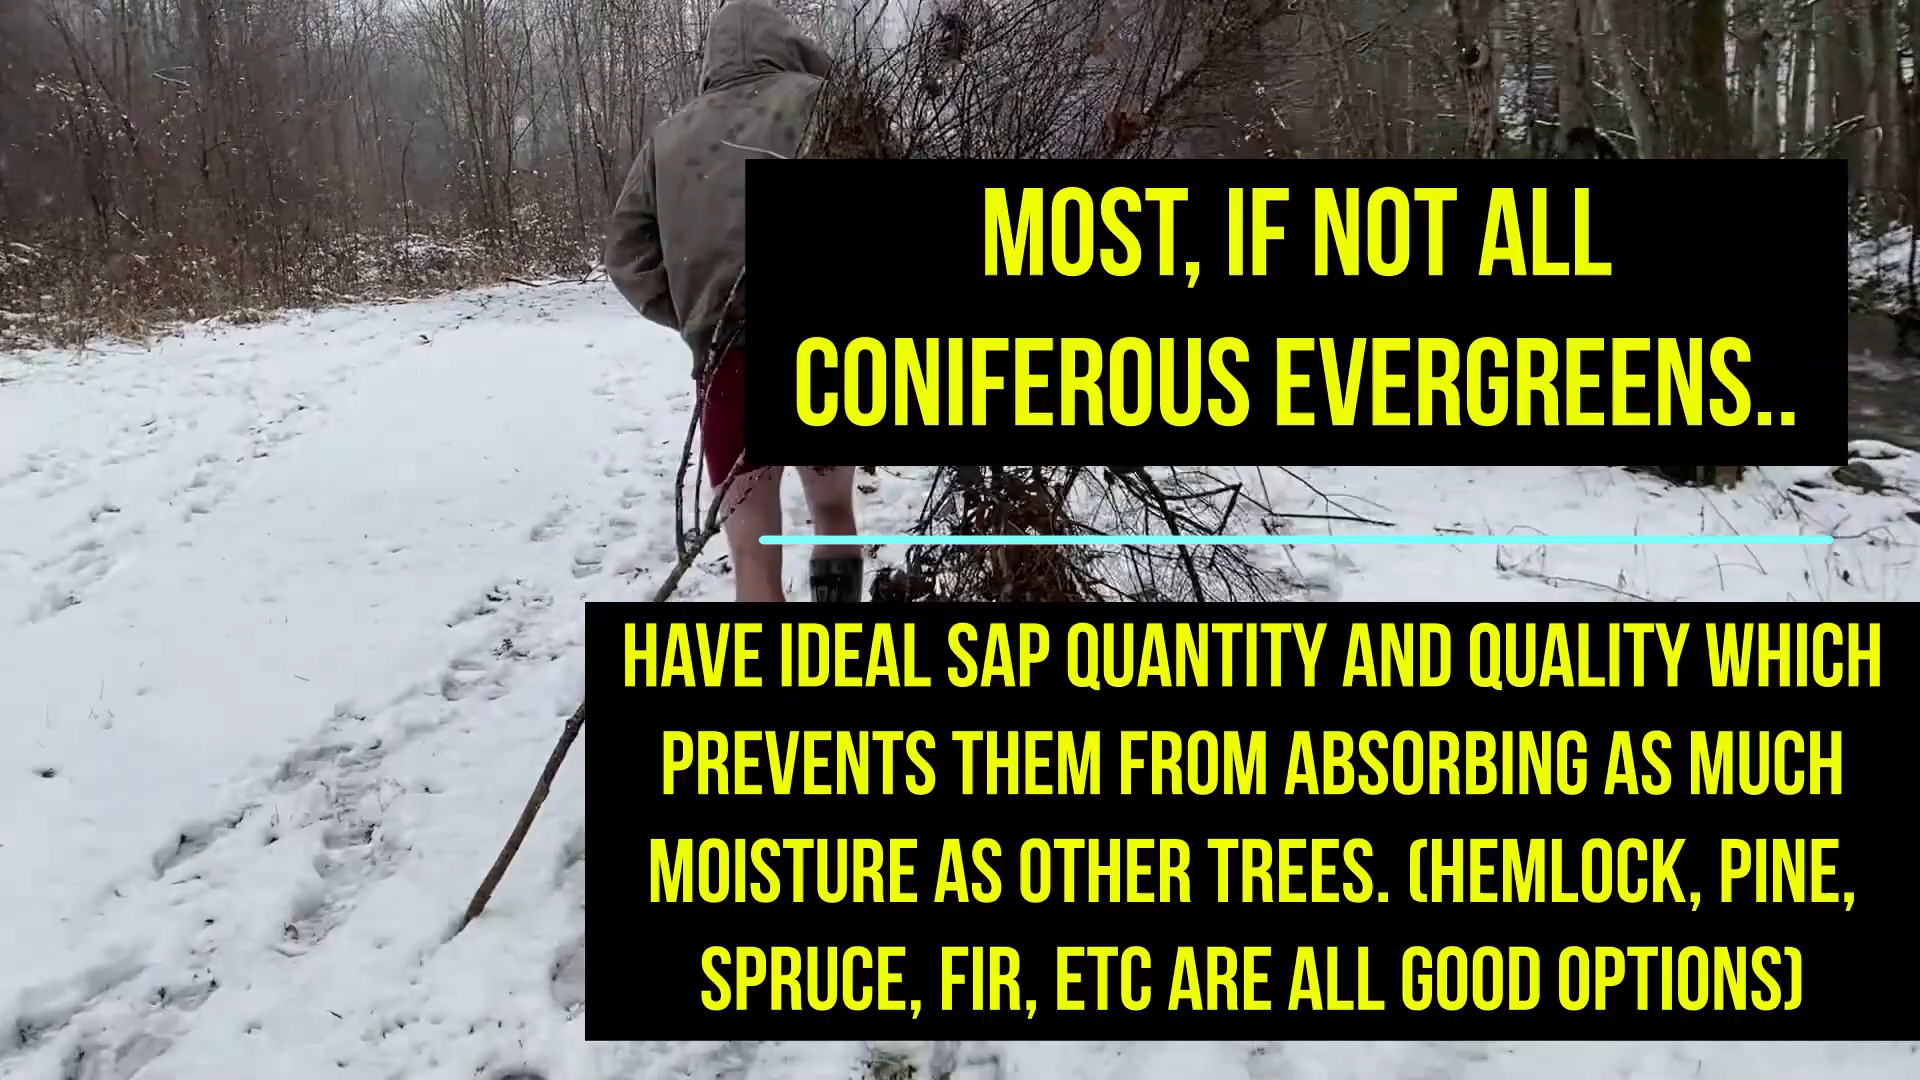 MOST, IF NOT ALL
CONIFEROUS EVERGREENS..
HAVE IDEAL SAP QUANTITY AND QUALITY WHICH
PREVENTS THEM FROM ABSORBING AS MUCH
MOISTURE AS OTHER TREES. (HEMLOCK, PINE,
SPRUCE, FIR, ETC ARE ALL GOOD OPTIONS)